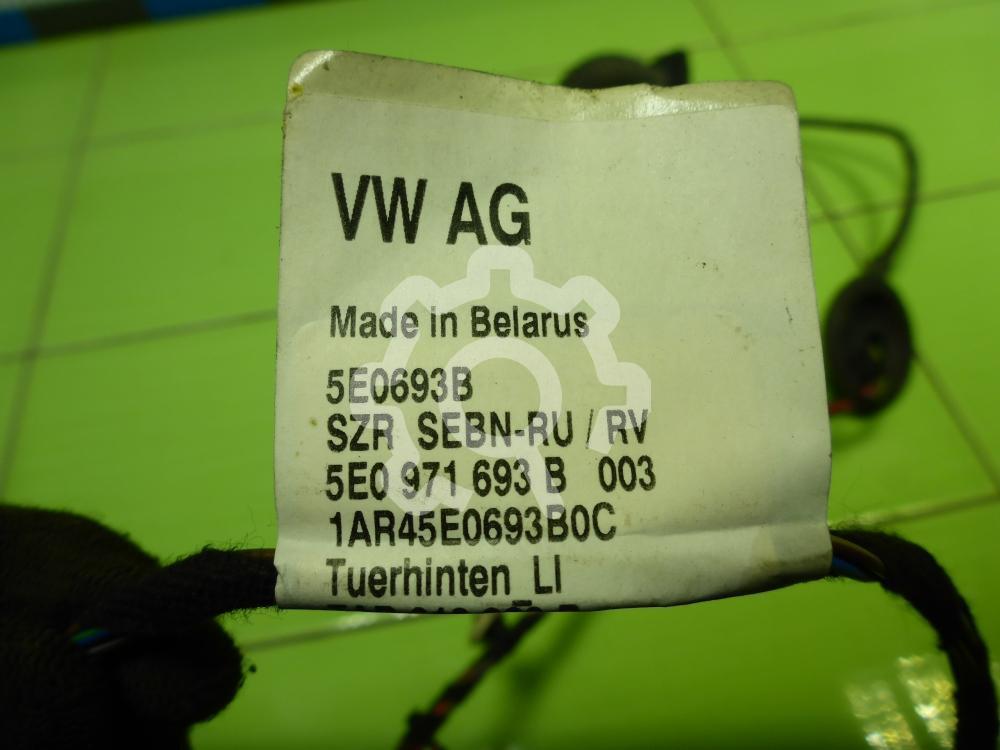 VW AG
Made in Belarus
5E0693B
SZR SEBN-RU / RV
5E0 971 693 B 003
1AR45E0693B0C
Tuerhinten LI